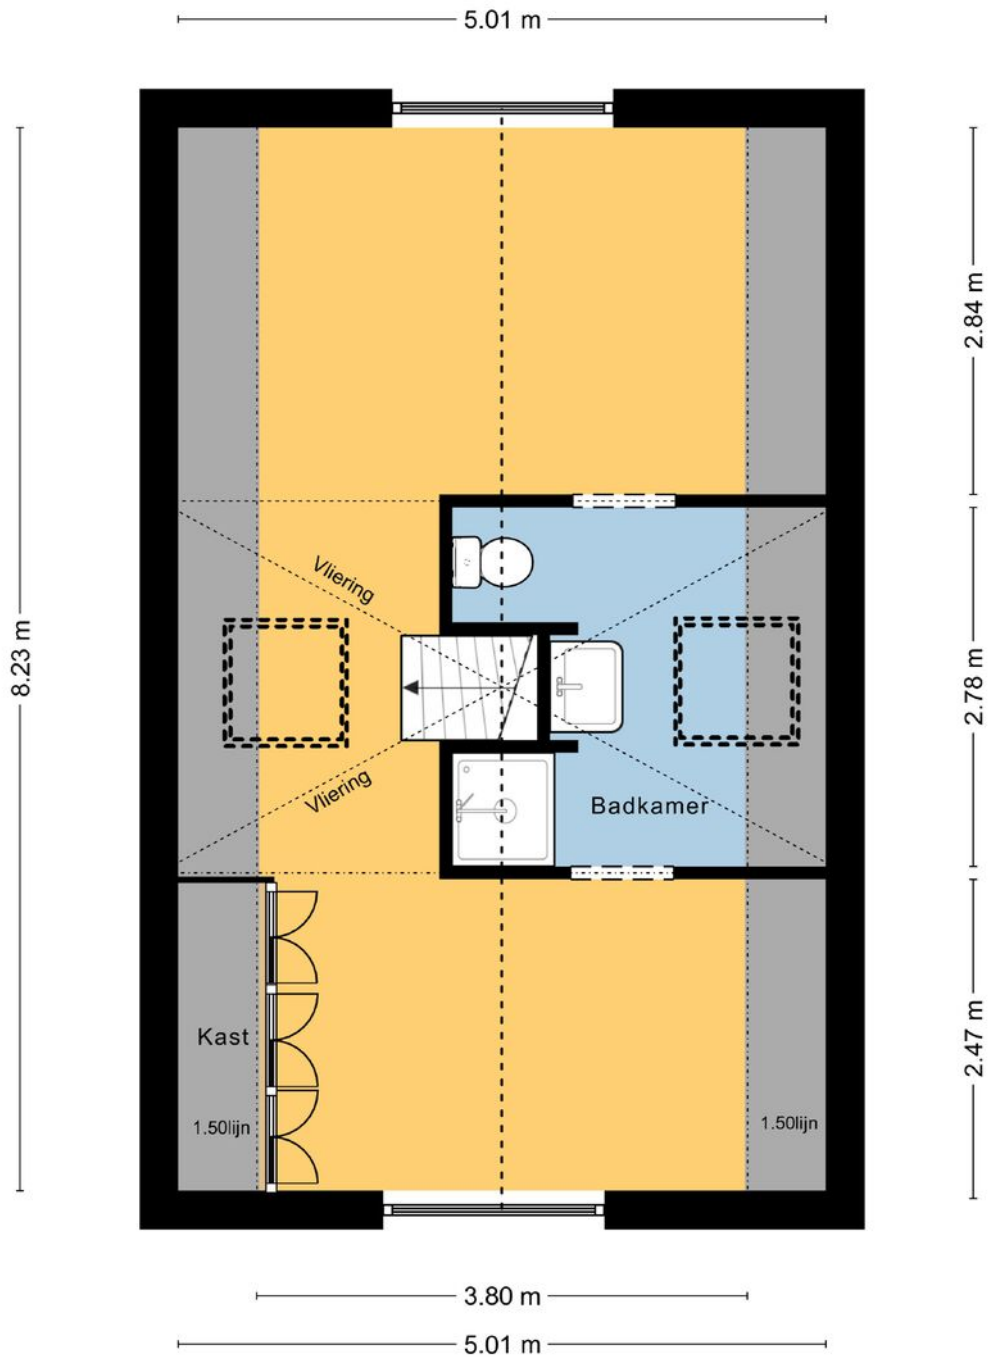 5.01 m
2.84 m
Vliering
8.23 m
2.78 m
Vliering
Badkamer
Kast
2.47 m
1.50lijn
1.50lijn
3.80 m
5.01 m